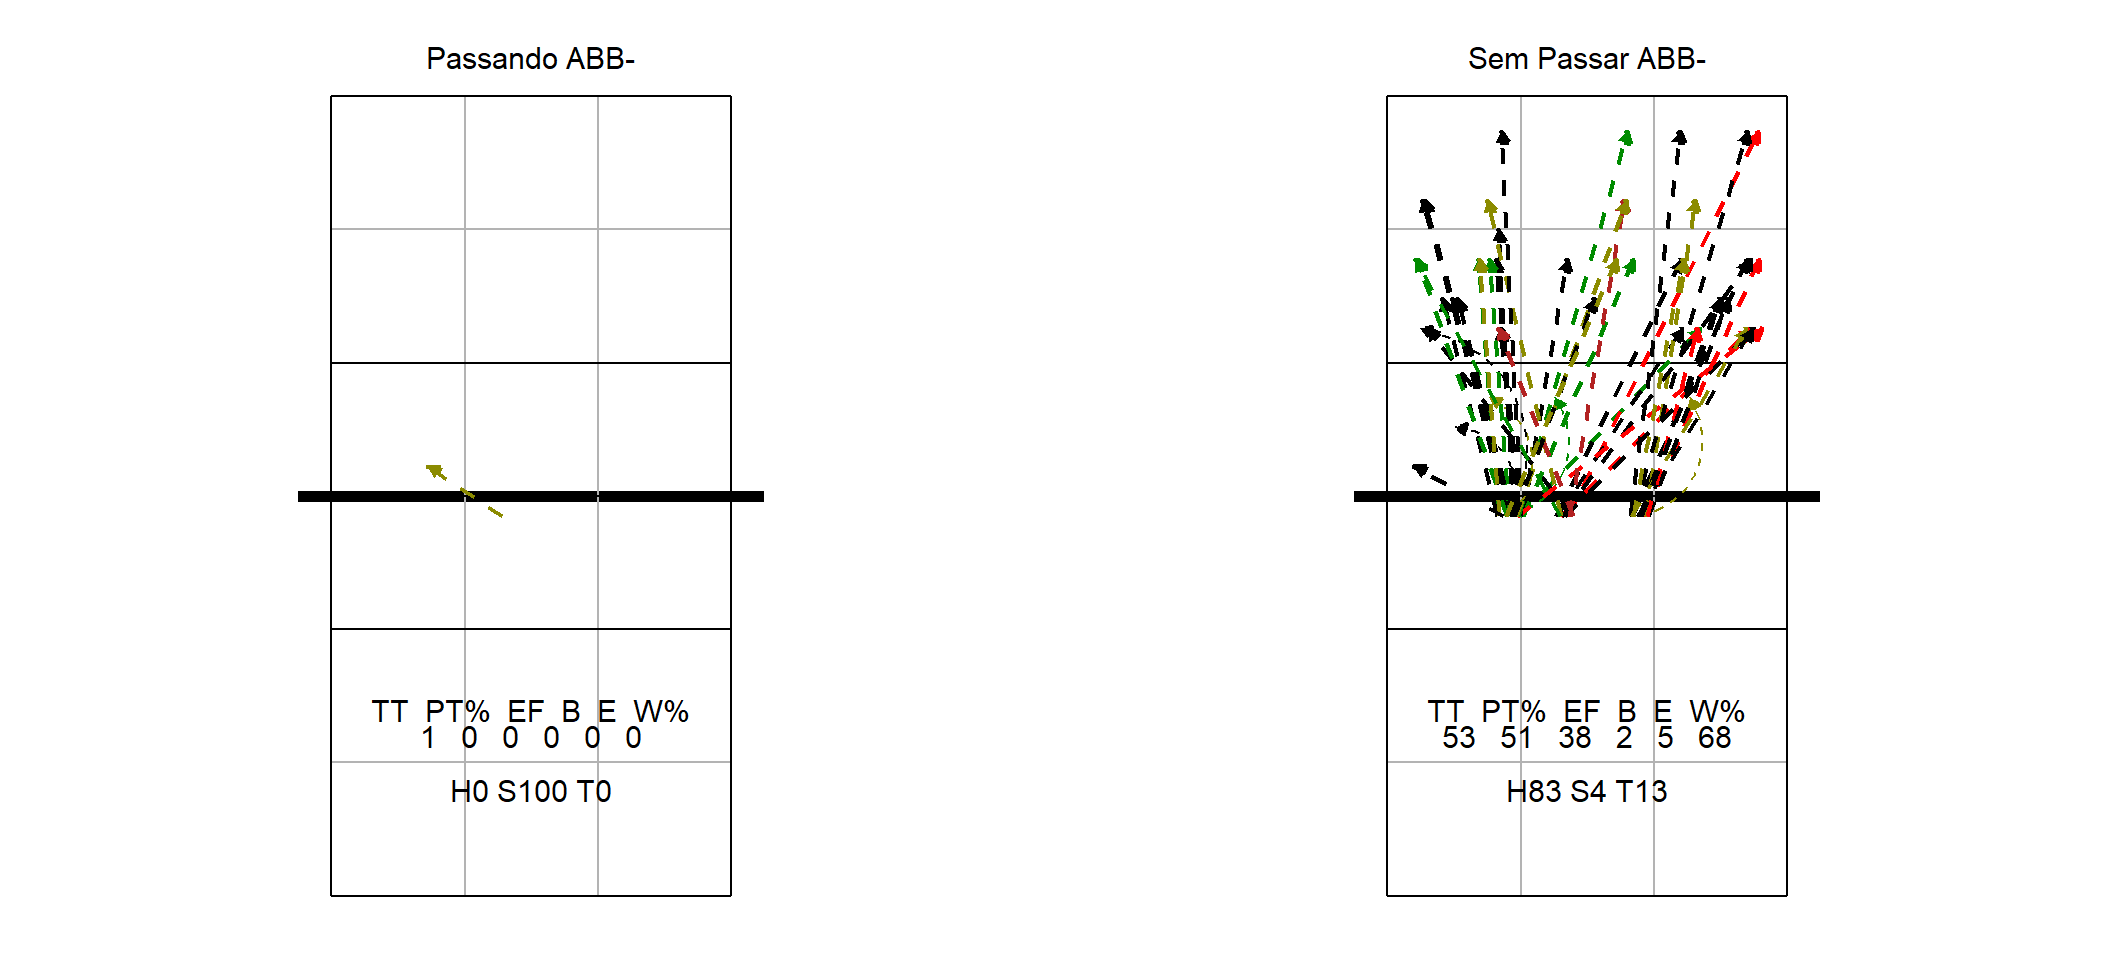 Passando ABB-
TT PT% EF B E W%
1 0 0 0 0 0
H0 S100 T0
Sem Passar ABB-
TT PT% EF B E W%
53 51 38 2 5 68
H83 S4 T13